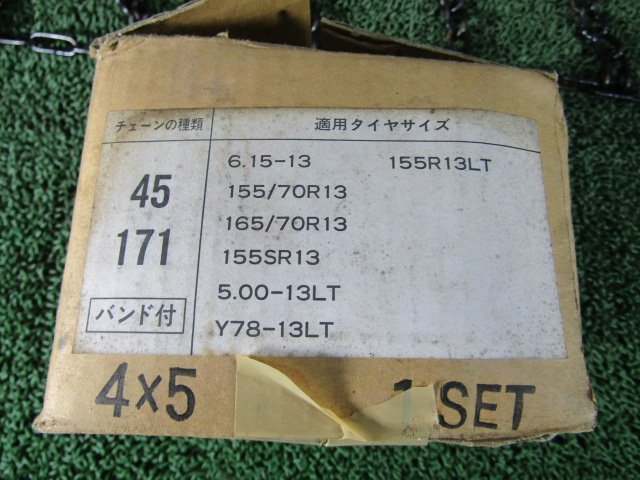 チェーンの種類
適用タイヤサイズ
45
171
バンド付
6.15-13 155R13LT
155/70R13
165/70R13
155SR13
5.00-13LT
Y78-13LT
4×5 1 SET